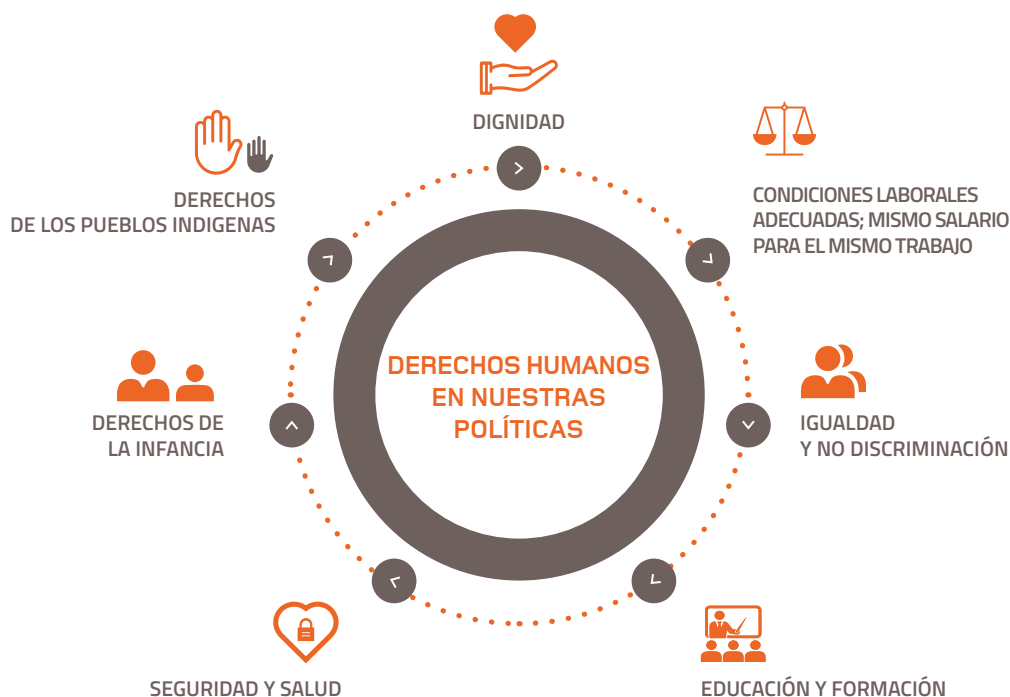 DIGNIDAD
CONDICIONES LABORALES
ADECUADAS; MISMO SALARIO
PARA EL MISMO TRABAJO
IGUALDAD
Y NO DISCRIMINACIÓN
EDUCACIÓN Y FORMACIÓN
SEGURIDAD Y SALUD
DERECHOS DE
LA INFANCIA
DERECHOS
DE LOS PUEBLOS INDIGENAS
DERECHOS HUMANOS
EN NUESTRAS
POLÍTICAS